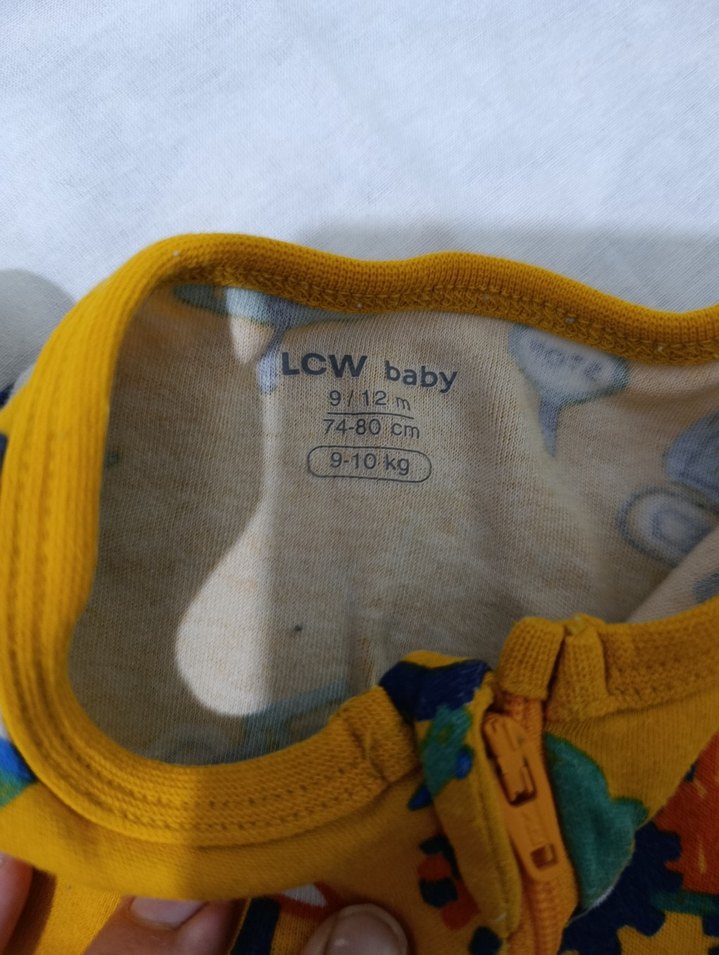 LCW baby
9/12 m
74-80 cm
9-10 kg